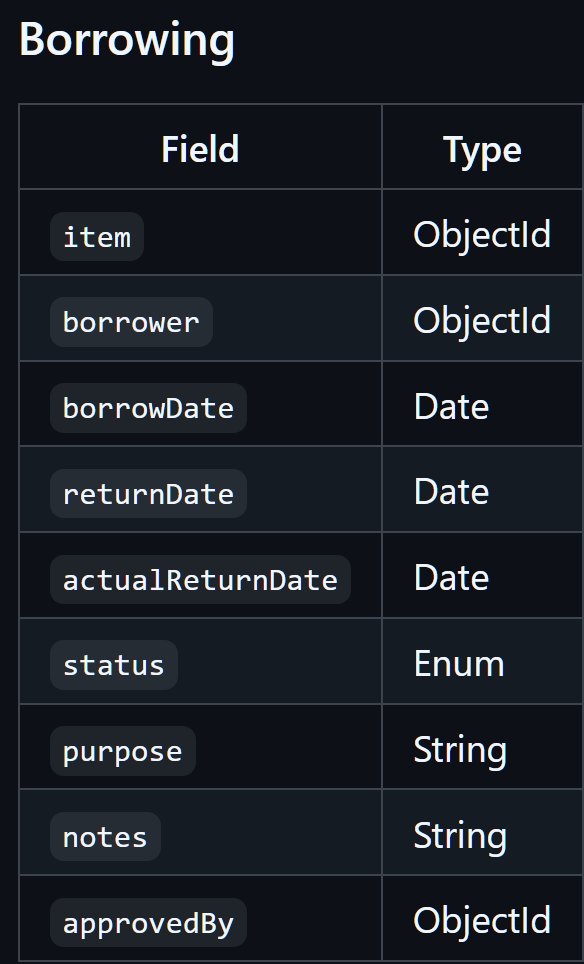 Borrowing
Field Type
item ObjectId
borrower ObjectId
borrowDate Date
returnDate Date
actualReturnDate Date
status Enum
purpose String
notes String
approvedBy ObjectId